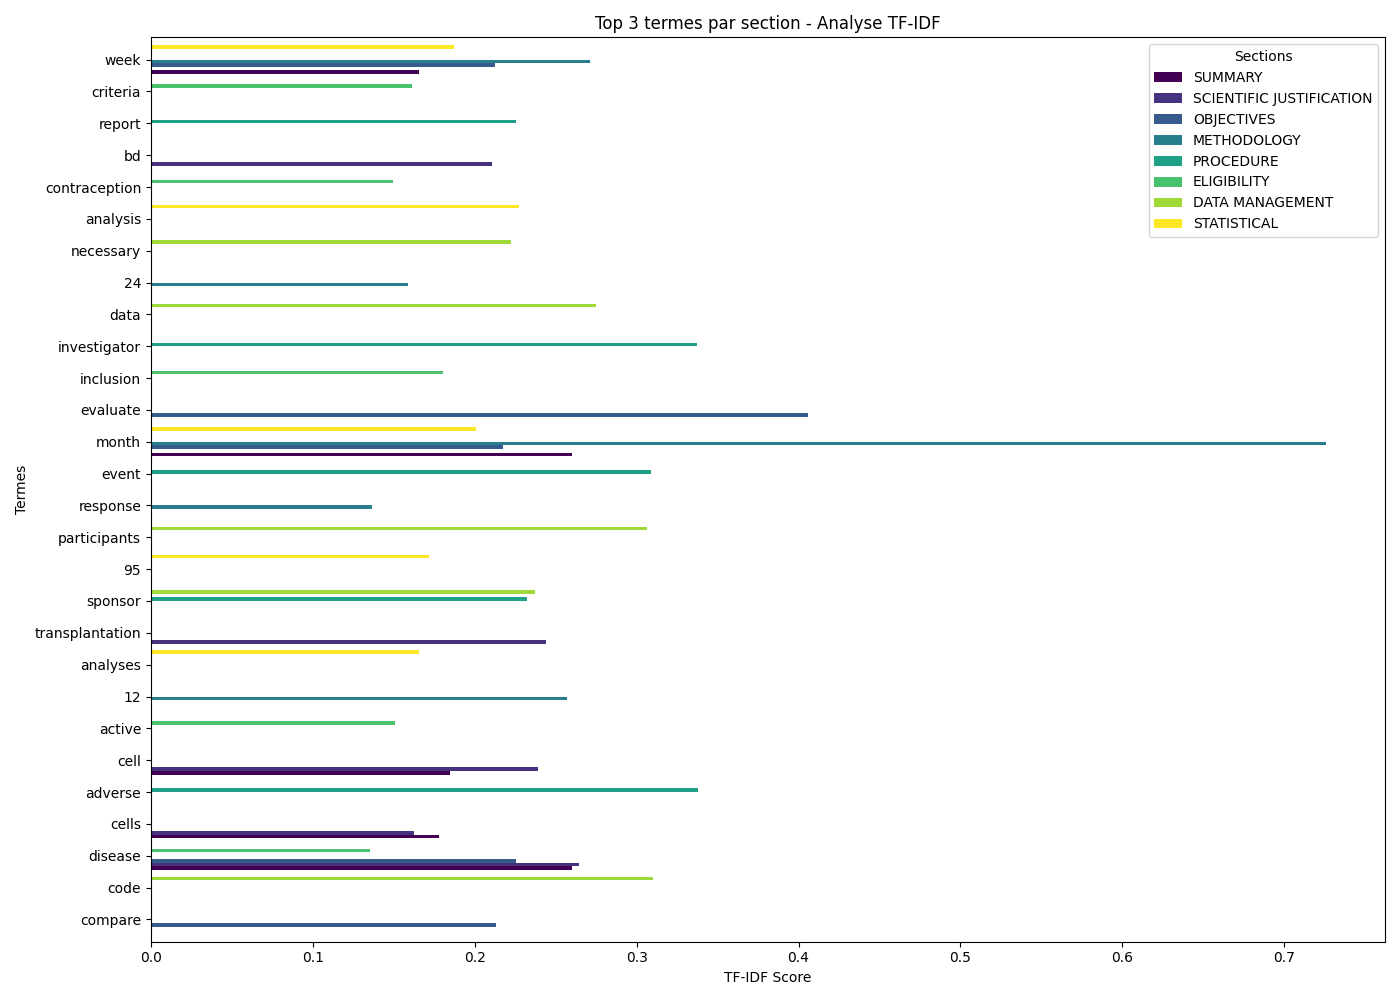 Top 3 termes par section - Analyse TF-IDF
Sections
SUMMARY
SCIENTIFIC JUSTIFICATION
OBJECTIVES
METHODOLOGY
PROCEDURE
ELIGIBILITY
DATA MANAGEMENT
STATISTICAL
Termes
week
criteria
report
bd
contraception
analysis
necessary
24
data
investigator
inclusion
evaluate
month
event
response
participants
95
sponsor
transplantation
analyses
12
active
cell
adverse
cells
disease
code
compare
0.0 0.1 0.2 0.3 0.4 0.5 0.6 0.7
TF-IDF Score